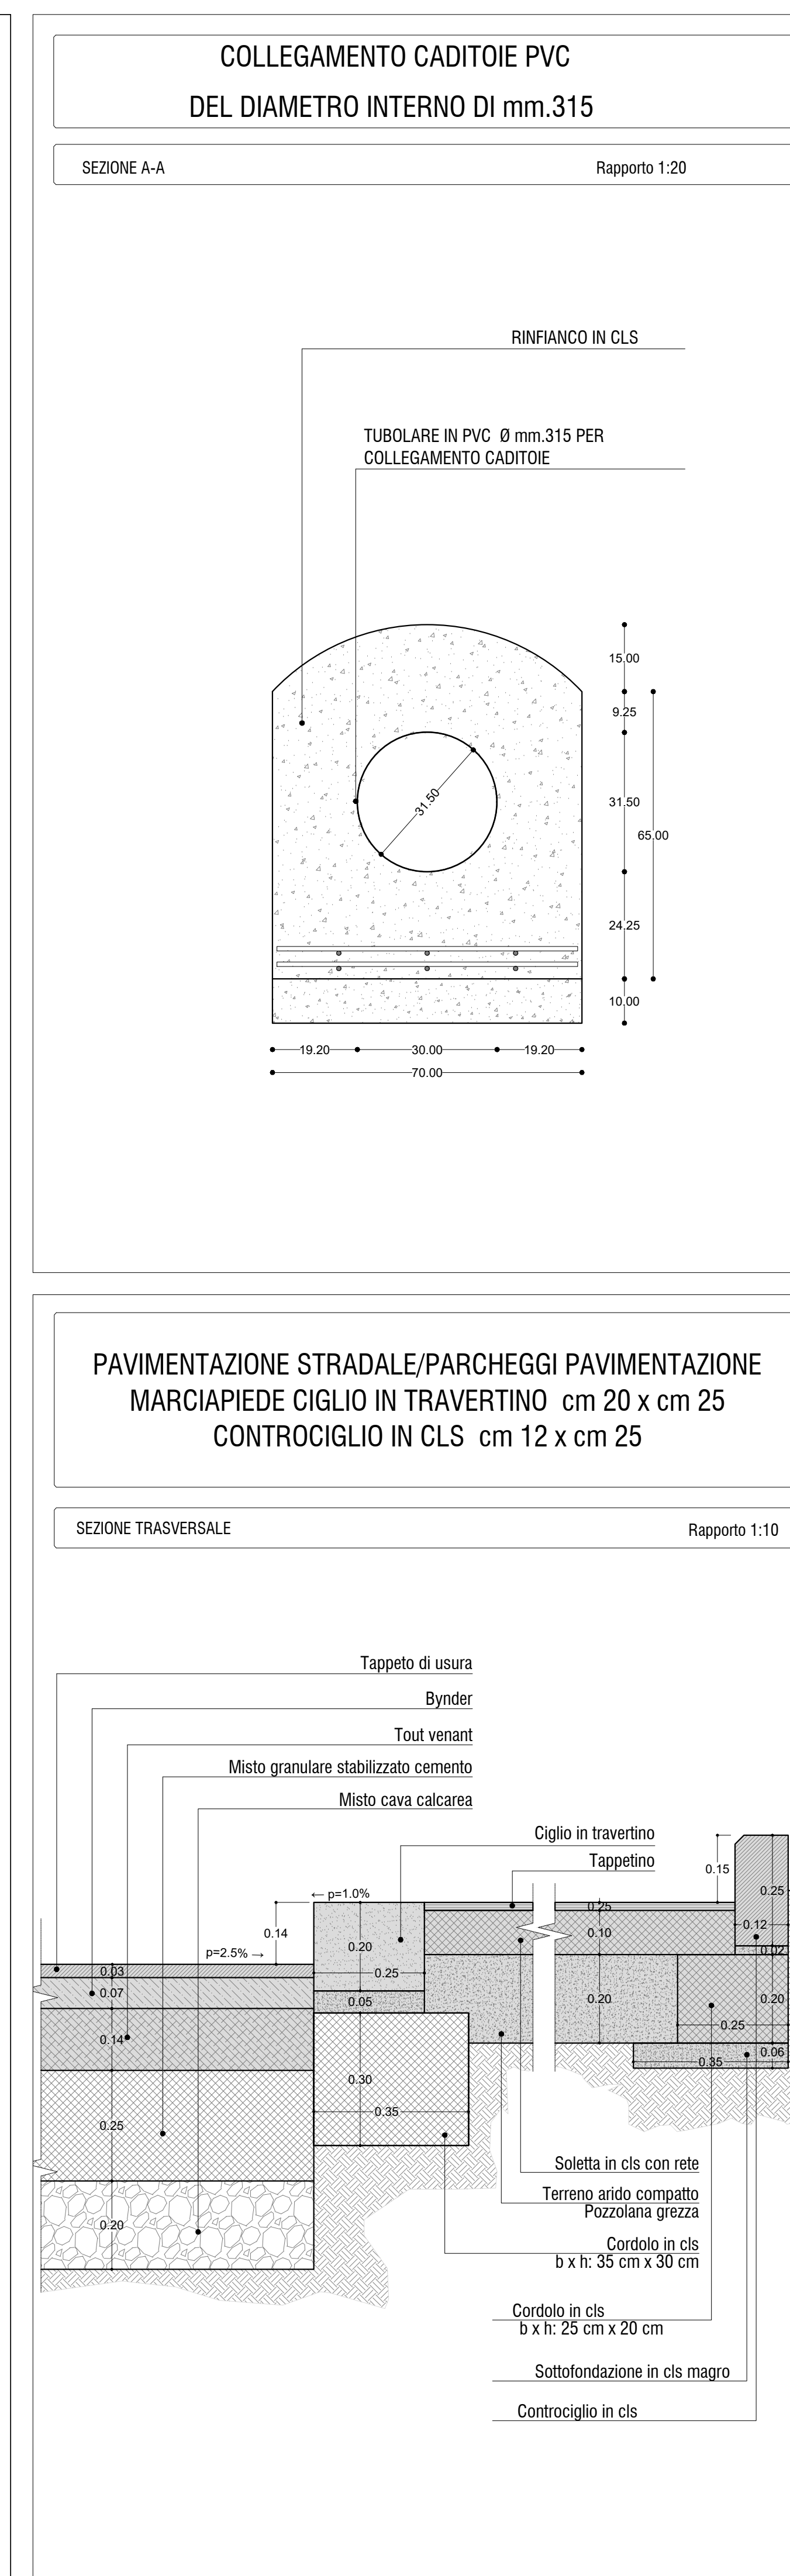 COLLEGAMENTO CADITOIE PVC
DEL DIAMETRO INTERNO DI mm.315
SEZIONE A-A
Rapporto 1:20
RINFIANCO IN CLS
TUBOLARE IN PVC Ø mm.315 PER
COLLEGAMENTO CADITOIE
15.00
9.25
31.50
31.50
65.00
24.25
10.00
19.20
30.00
19.20
70.00
PAVIMENTAZIONE STRADALE/PARCHEGGI PAVIMENTAZIONE
MARCIAPIEDE CIGLIO IN TRAVERTINO cm 20 x cm 25
CONTROCIGLIO IN CLS cm 12 x cm 25
SEZIONE TRASVERSALE
Rapporto 1:10
Tappeto di usura
Bynder
Tout venant
Misto granulare stabilizzato cemento
Misto cava calcarea
Ciglio in travertino
Tappetino
0.15
0.25
← p=1.0%
0.14
p=2.5% →
0.25
0.12
0.10
0.20
0.02
0.03
0.25
0.07
0.05
0.20
0.20
0.14
0.25
0.06
0.35
0.30
0.35
0.25
0.20
Soletta in cls con rete
Terreno arido compatto
Pozzolana grezza
Cordolo in cls
b x h: 35 cm x 30 cm
Cordolo in cls
b x h: 25 cm x 20 cm
Sottofondazione in cls magro
Controciglio in cls